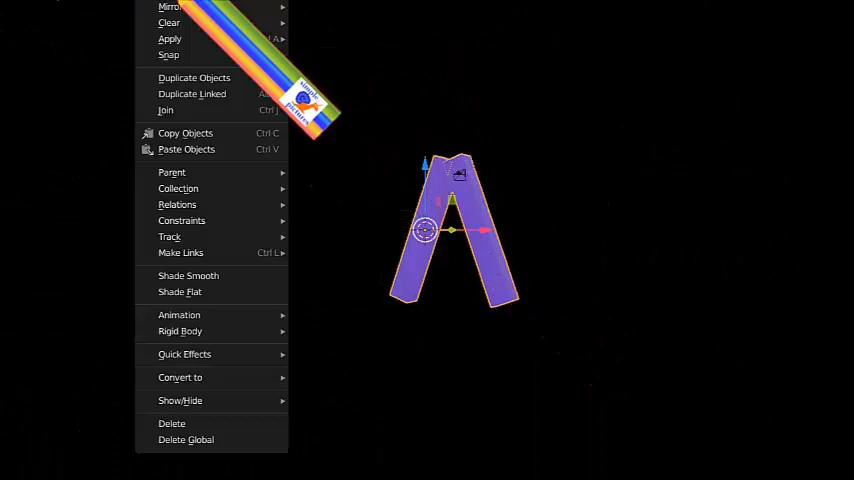 Mirror
Clear
Apply
Snap
Duplicate Objects
Duplicate Linked
Join Ctrl J
Copy Objects Ctrl C
Paste Objects Ctrl V
Parent
Collection
Relations
Constraints
Track
Make Links Ctrl L
Shade Smooth
Shade Flat
Animation
Rigid Body
Quick Effects
Convert to
Show/Hide
Delete
Delete Global
simple
pictures
A